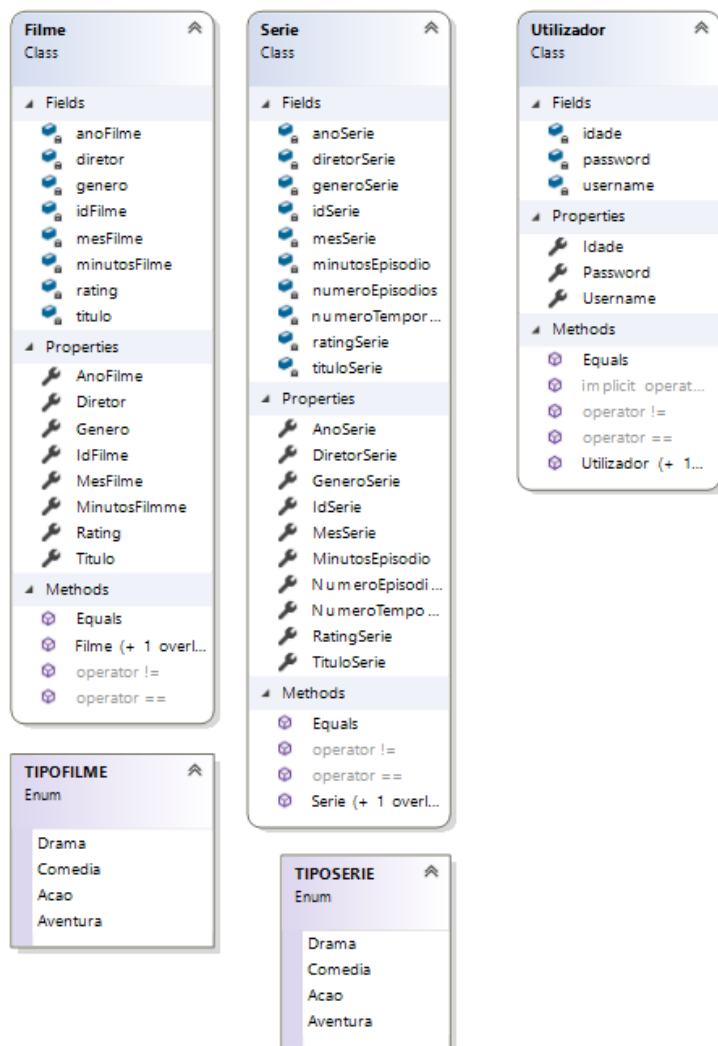 Filme
Class
Fields
anoFilme
diretor
genero
idFilme
mesFilme
minutosFilme
rating
titulo
Properties
AnoFilme
Diretor
Genero
IdFilme
MesFilme
MinutosFilmme
Rating
Titulo
Methods
Equals
Filme (+ 1 overl...
operator !=
operator ==
TIPOFILME
Enum
Drama
Comedia
Acao
Aventura
Serie
Class
Fields
anoSerie
diretorSerie
generoSerie
idSerie
mesSerie
minutosEpisodio
numeroEpisodios
numeroTempor...
ratingSerie
tituloSerie
Properties
AnoSerie
DiretorSerie
GeneroSerie
IdSerie
MesSerie
MinutosEpisodio
NumeroEpisodi...
NumeroTempo...
RatingSerie
TituloSerie
Methods
Equals
operator !=
operator ==
Serie (+ 1 overl...
TIPOSERIE
Enum
Drama
Comedia
Acao
Aventura
Utilizador
Class
Fields
idade
password
username
Properties
Idade
Password
Username
Methods
Equals
implicit operat...
operator !=
operator ==
Utilizador (+ 1...